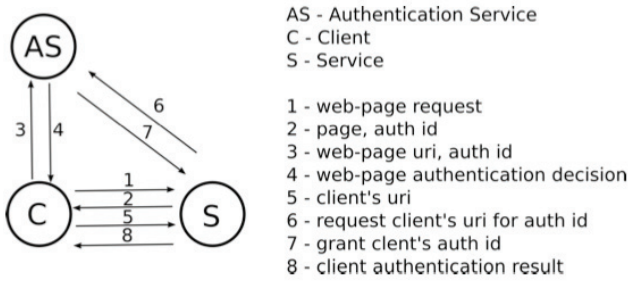 AS
3
4
6
7
1
2
5
8
C
S
AS - Authentication Service
C - Client
S - Service
1 - web-page request
2 - page, auth id
3 - web-page uri, auth id
4 - web-page authentication decision
5 - client's uri
6 - request client's uri for auth id
7 - grant clent's auth id
8 - client authentication result